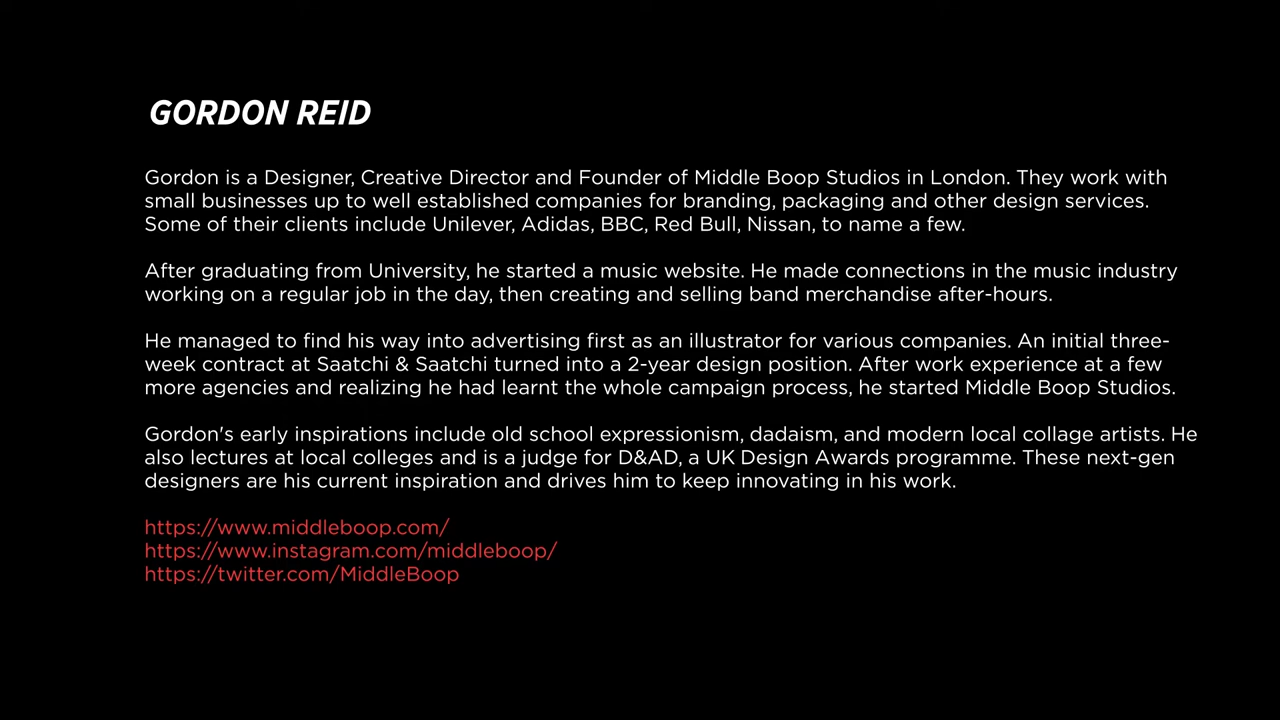 GORDON REID
Gordon is a Designer, Creative Director and Founder of Middle Boop Studios in London. They work with
small businesses up to well established companies for branding, packaging and other design services.
Some of their clients include Unilever, Adidas, BBC, Red Bull, Nissan, to name a few.
After graduating from University, he started a music website. He made connections in the music industry
working on a regular job in the day, then creating and selling band merchandise after-hours.
He managed to find his way into advertising first as an illustrator for various companies. An initial three-
week contract at Saatchi & Saatchi turned into a 2-year design position. After work experience at a few
more agencies and realizing he had learnt the whole campaign process, he started Middle Boop Studios.
Gordon's early inspirations include old school expressionism, dadaism, and modern local collage artists. He
also lectures at local colleges and is a judge for D&AD, a UK Design Awards programme. These next-gen
designers are his current inspiration and drives him to keep innovating in his work.
https://www.middleboop.com/
https://www.instagram.com/middleboop/
https://twitter.com/MiddleBoop